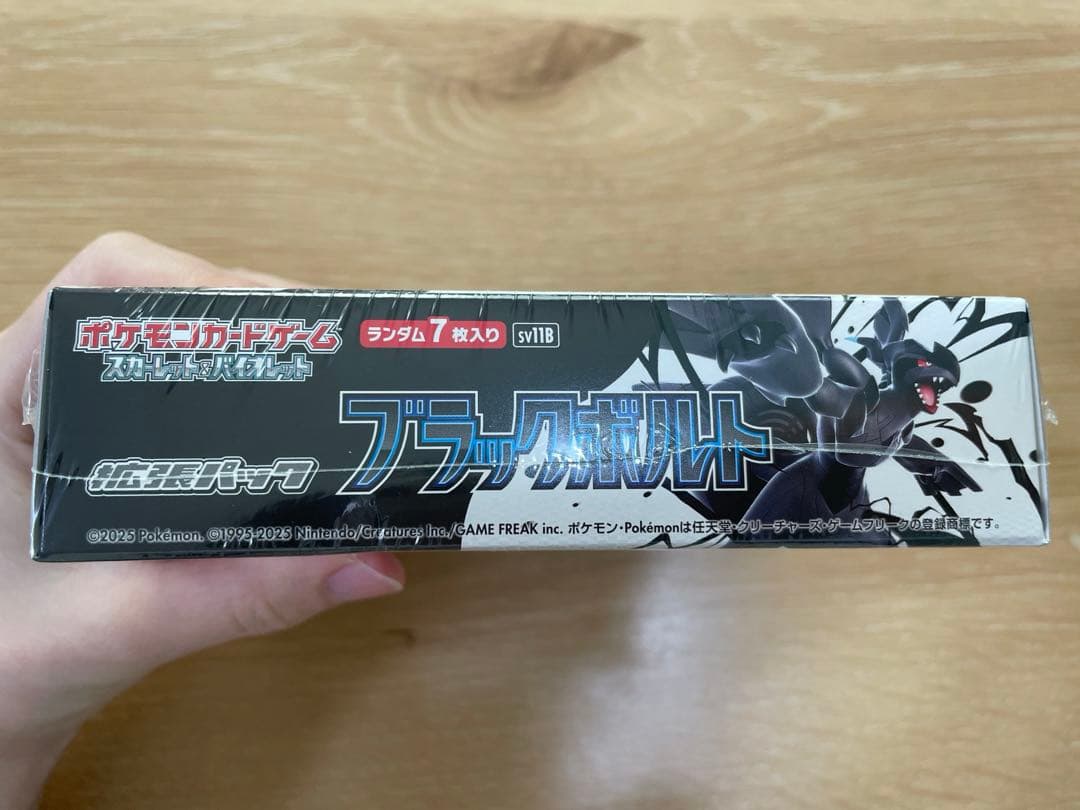 ポケモンカードゲーム
スカーレット&バイオレット
ランダム7枚入り
sv11B
ブラックボルト
拡張パック
©2025 Pokémon. ©1995-2025 Nintendo/Creatures Inc./GAME FREAK inc. ポケモン・Pokémonは任天堂・クリーチャーズ・ゲームフリークの登録商標です。